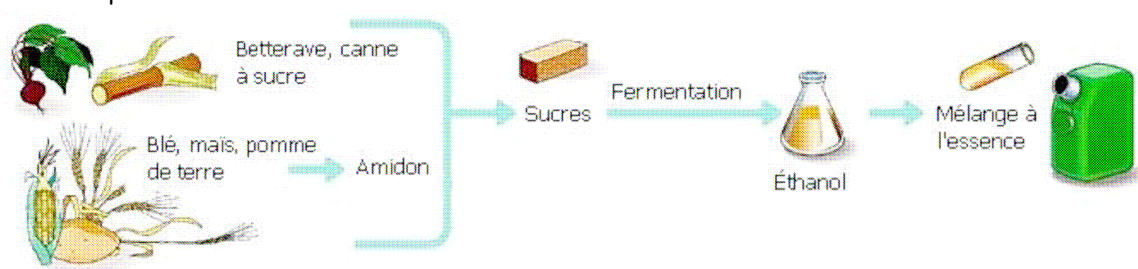 Betterave, canne
à sucre
Blé, maïs, pomme
de terre
Amidon
Sucres
Fermentation
Éthanol
Mélange à
l'essence